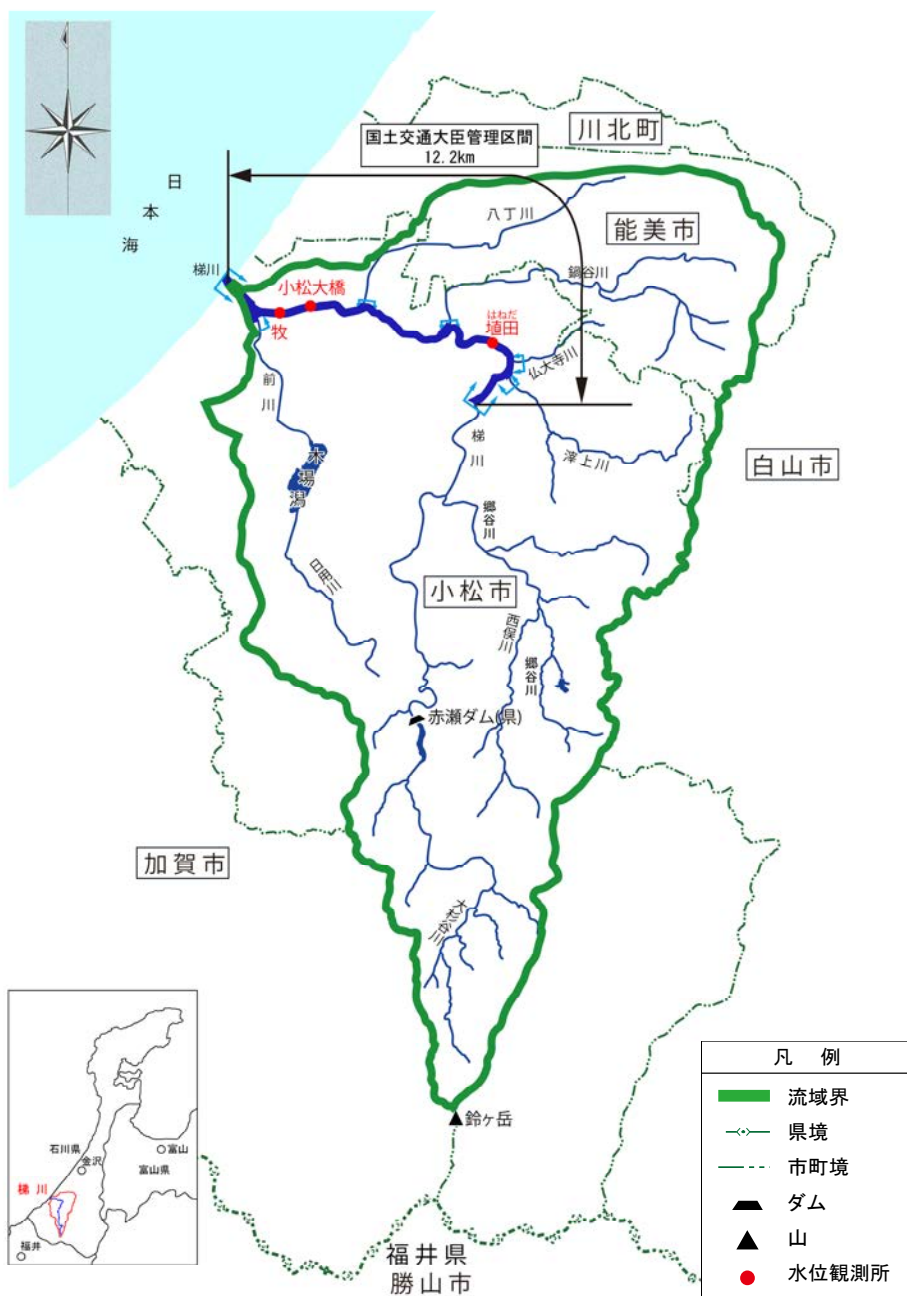 川北町
国土交通大臣管理区間
12.2km
日本海
八丁川
能美市
梯川
鍋谷川
小松大橋
牧
はねだ
埴田
仏大寺川
前川
梯川
滓上川
木場潟
白山市
郷谷川
日用川
小松市
西俣川
郷谷川
赤瀬ダム(県)
加賀市
大杉谷川
鈴ヶ岳
福井県
勝山市
石川県
金沢
富山
富山県
梯川
福井
凡 例
流域界
県境
市町境
ダム
山
水位観測所